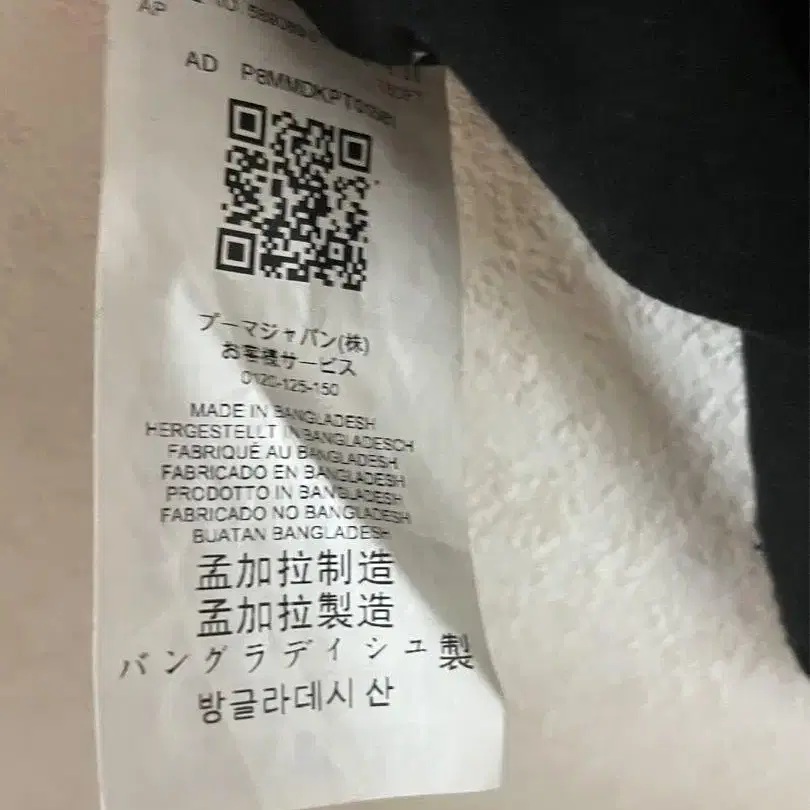 AP
AD P8MMDKPT01581
プーマジャパン(株)
お客様サービス
0120-125-150
MADE IN BANGLADESH
HERGESTELLT IN BANGLADESCH
FABRIQUÉ AU BANGLADESH
FABRICADO EN BANGLADESH
PRODOTTO IN BANGLADESH
FABRICADO NO BANGLADESH
BUATAN BANGLADESH
孟加拉制造
孟加拉製造
バングラデイシュ製
방글라데시 산